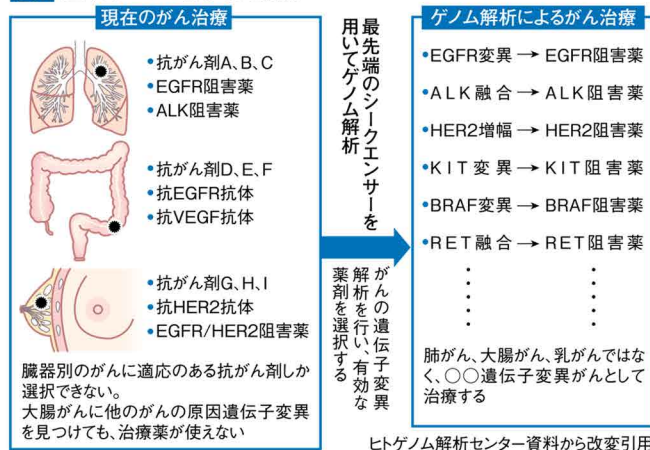 現在のがん治療
・抗がん剤A、B、C
・EGFR阻害薬
・ALK阻害薬
・抗がん剤D、E、F
・抗EGFR抗体
・抗VEGF抗体
・抗がん剤G、H、I
・抗HER2抗体
・EGFR/HER2阻害薬
臓器別のがんに適応のある抗がん剤しか
選択できない。
大腸がんに他のがんの原因遺伝子変異
を見つけても、治療薬が使えない
最先端のシークエンサーを
用いてゲノム解析
がんの遺伝子変異
解析を行い、有効な
薬剤を選択する
ゲノム解析によるがん治療
・EGFR変異→EGFR阻害薬
・ALK融合→ALK阻害薬
・HER2増幅→HER2阻害薬
・KIT変異→KIT阻害薬
・BRAF変異→BRAF阻害薬
・RET融合→RET阻害薬
肺がん、大腸がん、乳がんではな
く、○○遺伝子変異がんとして
治療する
ヒトゲノム解析センター資料から改変引用